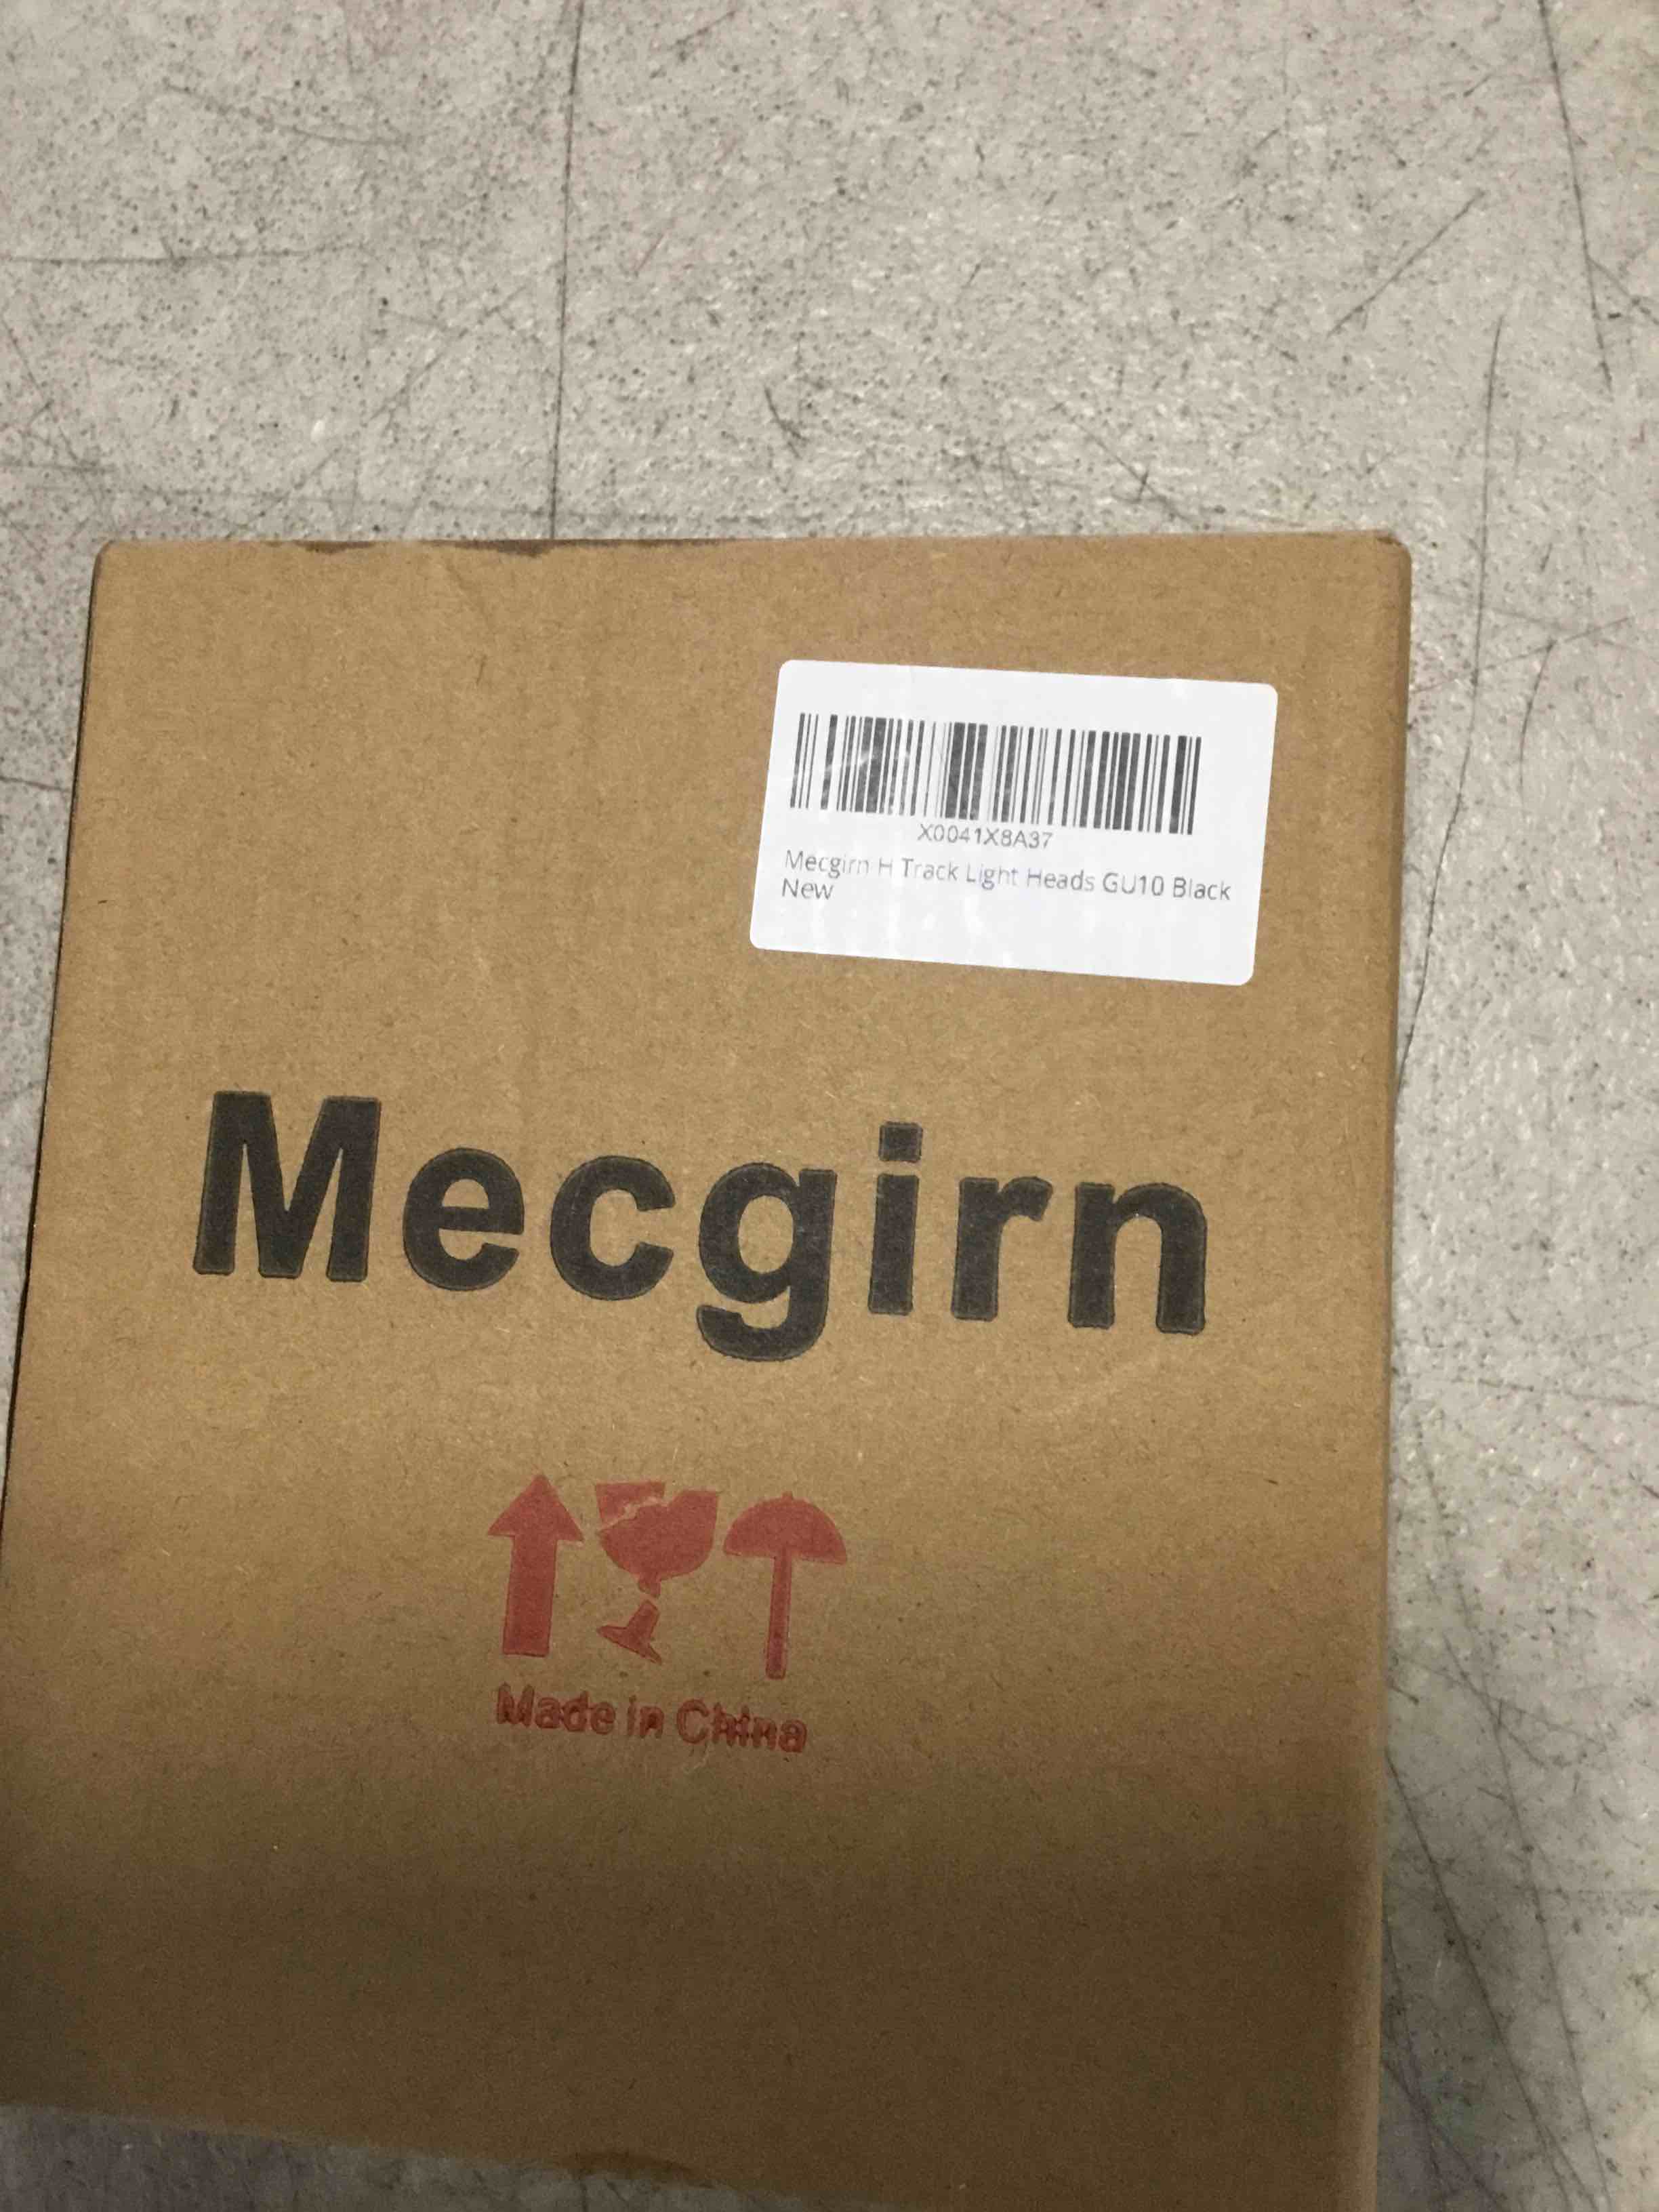 X0041X8A37
Mecgirn H Track Light Heads GU10 Black
New
Mecgirn
Made in China